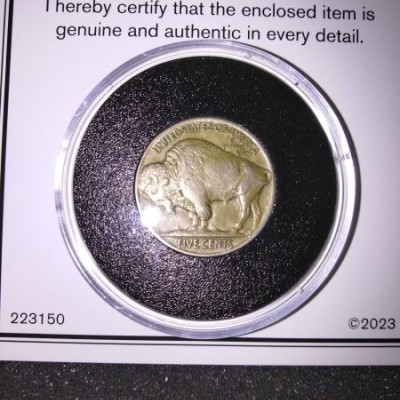 I hereby certify that the enclosed item is
genuine and authentic in every detail.
UNITED STATES OF AMERICA
FIVE CENTS
223150
©2023